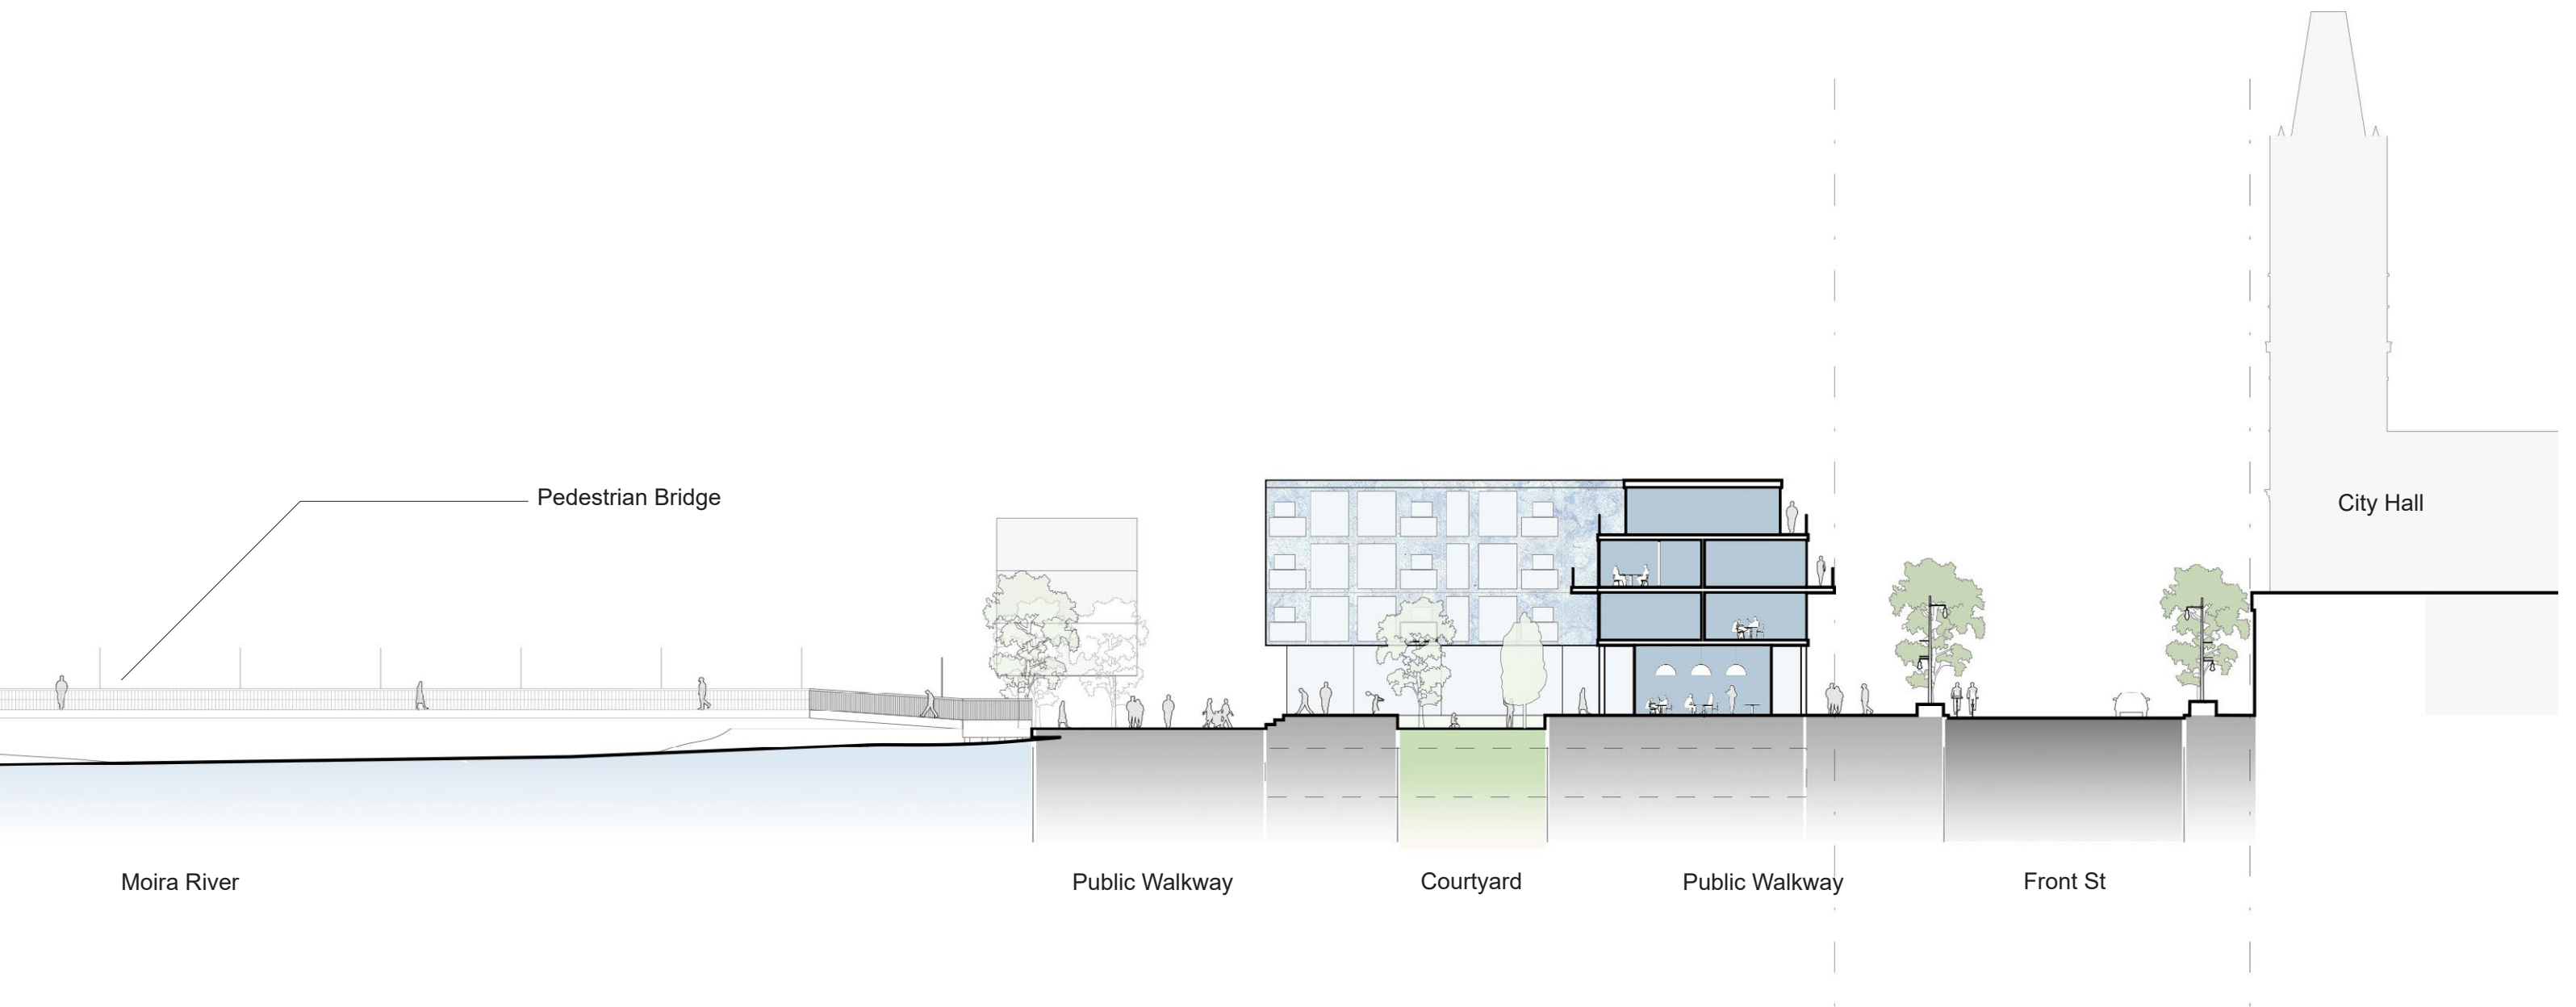 Pedestrian Bridge
City Hall
Moira River
Public Walkway
Courtyard
Public Walkway
Front St